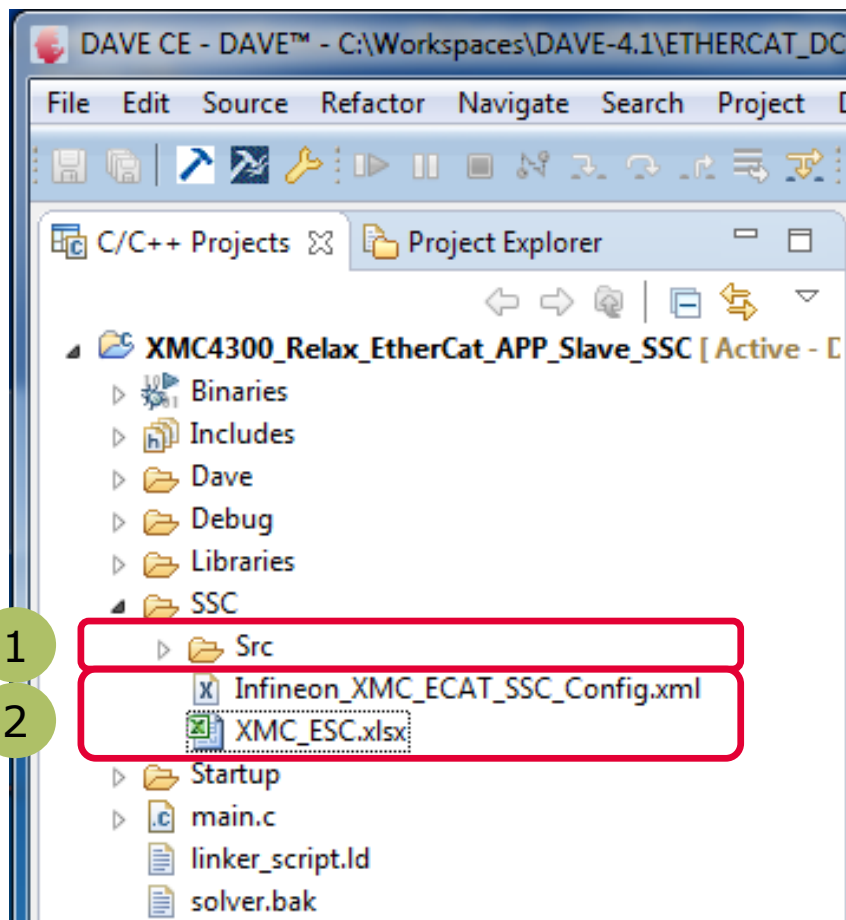 DAVE CE - DAVE™ - C:\Workspaces\DAVE-4.1\ETHERCAT_DC
File Edit Source Refactor Navigate Search Project
C/C++ Projects Project Explorer
XMC4300_Relax_EtherCat_APP_Slave_SSC [ Active - D
Binaries
Includes
Dave
Debug
Libraries
SSC
1 Src
Infineon_XMC_ECAT_SSC_Config.xml
2 XMC_ESC.xlsx
Startup
main.c
linker_script.ld
solver.bak